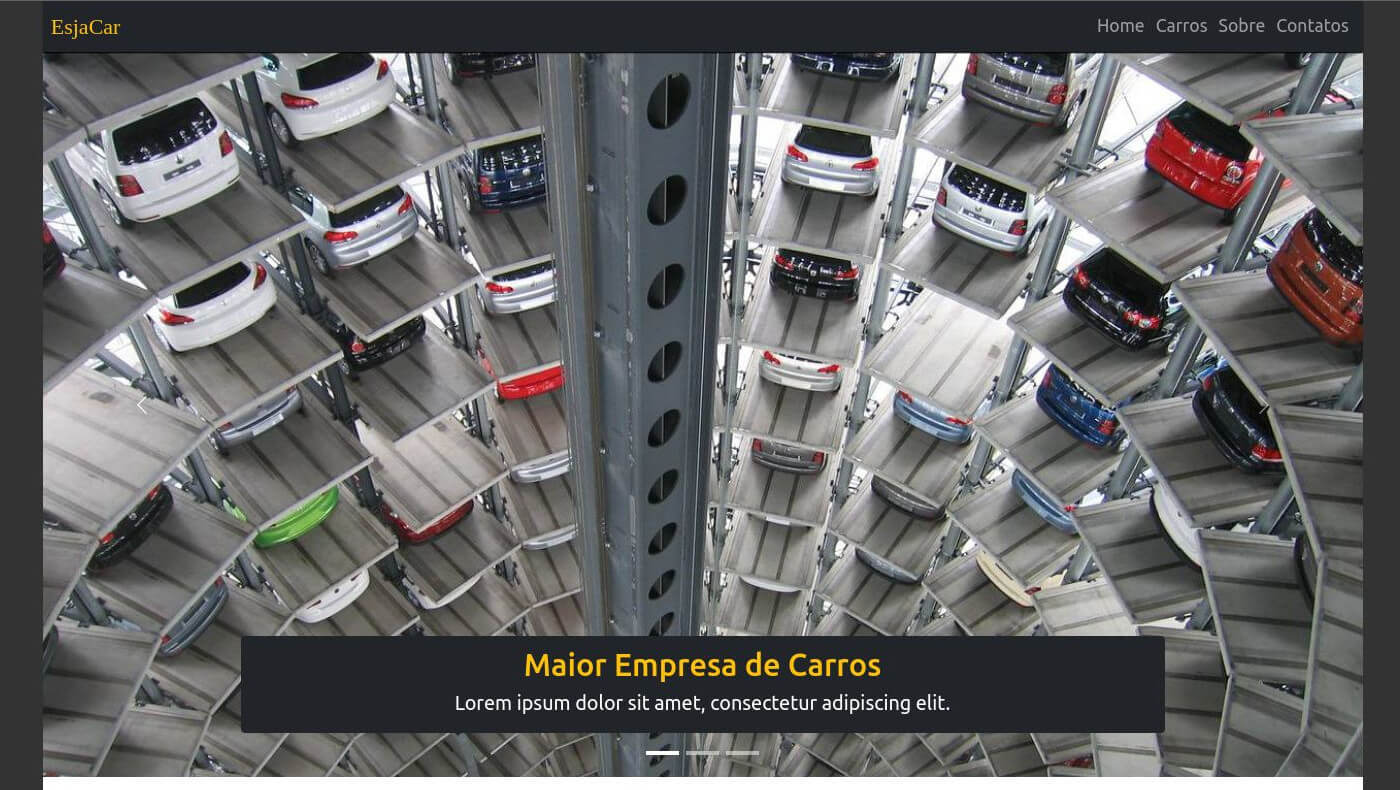 EsjaCar
Home Carros Sobre Contatos
Maior Empresa de Carros
Lorem ipsum dolor sit amet, consectetur adipiscing elit.